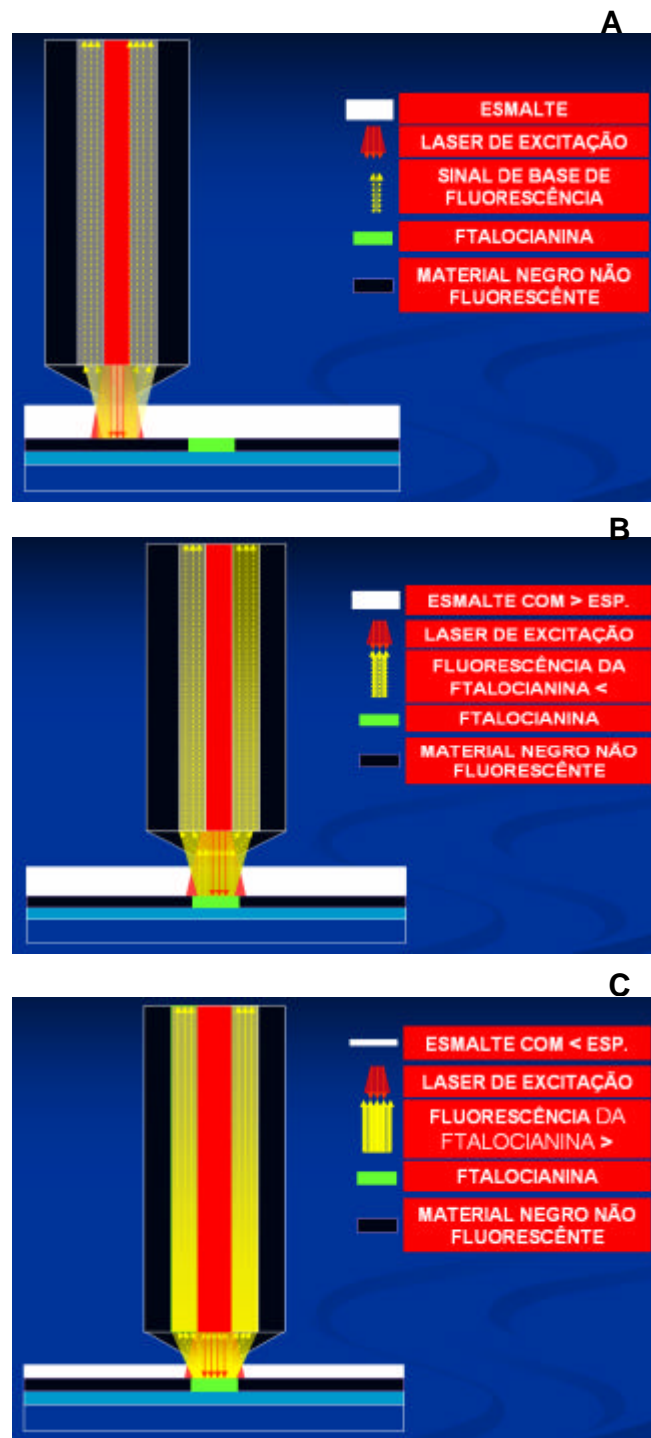 A
ESMALTE
LASER DE EXCITAÇÃO
SINAL DE BASE DE
FLUORESCÊNCIA
FTALOCIANINA
MATERIAL NEGRO NÃO
FLUORESCÊNTE
B
ESMALTE COM > ESP.
LASER DE EXCITAÇÃO
FLUORESCÊNCIA DA
FTALOCIANINA <
FTALOCIANINA
MATERIAL NEGRO NÃO
FLUORESCÊNTE
C
ESMALTE COM < ESP.
LASER DE EXCITAÇÃO
FLUORESCÊNCIA DA
FTALOCIANINA >
FTALOCIANINA
MATERIAL NEGRO NÃO
FLUORESCÊNTE